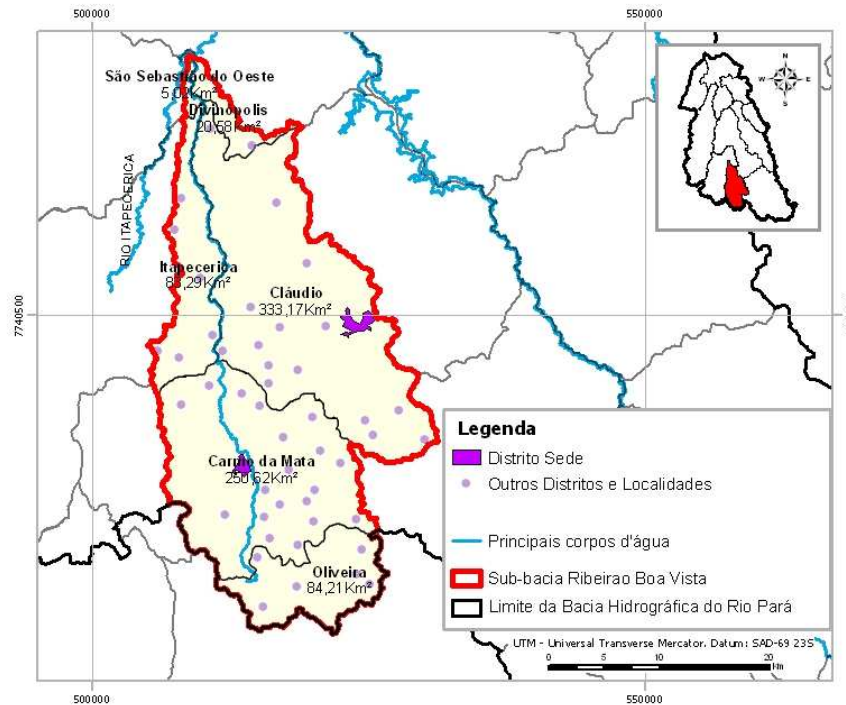 500000
550000
São Sebastião do Oeste
5,02Km²
Divinópolis
20,58Km²
N
W
E
S
RIO ITAPECERICA
Itapecerica
83,29Km²
Cláudio
333,17Km²
7740500
7740500
Legenda
Distrito Sede
Outros Distritos e Localidades
Principais corpos d'água
Sub-bacia Ribeirao Boa Vista
Limite da Bacia Hidrográfica do Rio Pará
Carmo da Mata
250,62Km²
Oliveira
84,21Km²
UTM - Universal Transverse Mercator. Datum: SAD-69 23S
0 5 10 20
Km
500000
550000